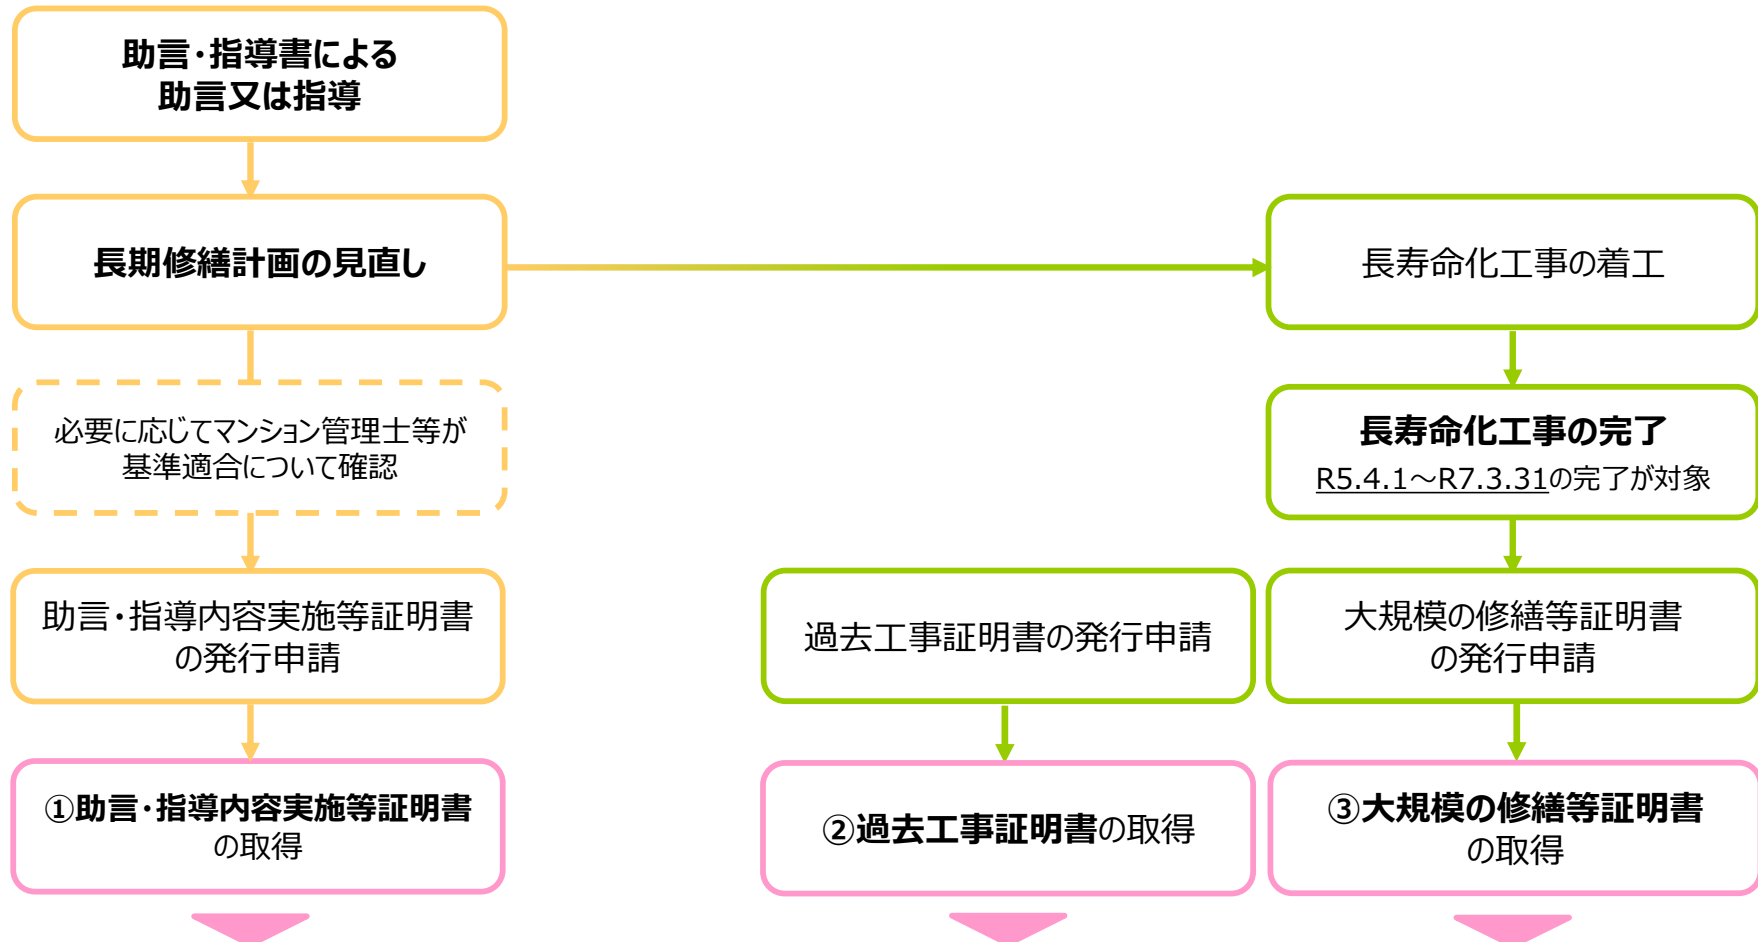 助言・指導書による
助言又は指導
長期修繕計画の見直し
長寿命化工事の着工
必要に応じてマンション管理士等が
基準適合について確認
長寿命化工事の完了
R5.4.1～R7.3.31の完了が対象
助言・指導内容実施等証明書
の発行申請
過去工事証明書の発行申請
大規模の修繕等証明書
の発行申請
①助言・指導内容実施等証明書
の取得
②過去工事証明書の取得
③大規模の修繕等証明書
の取得